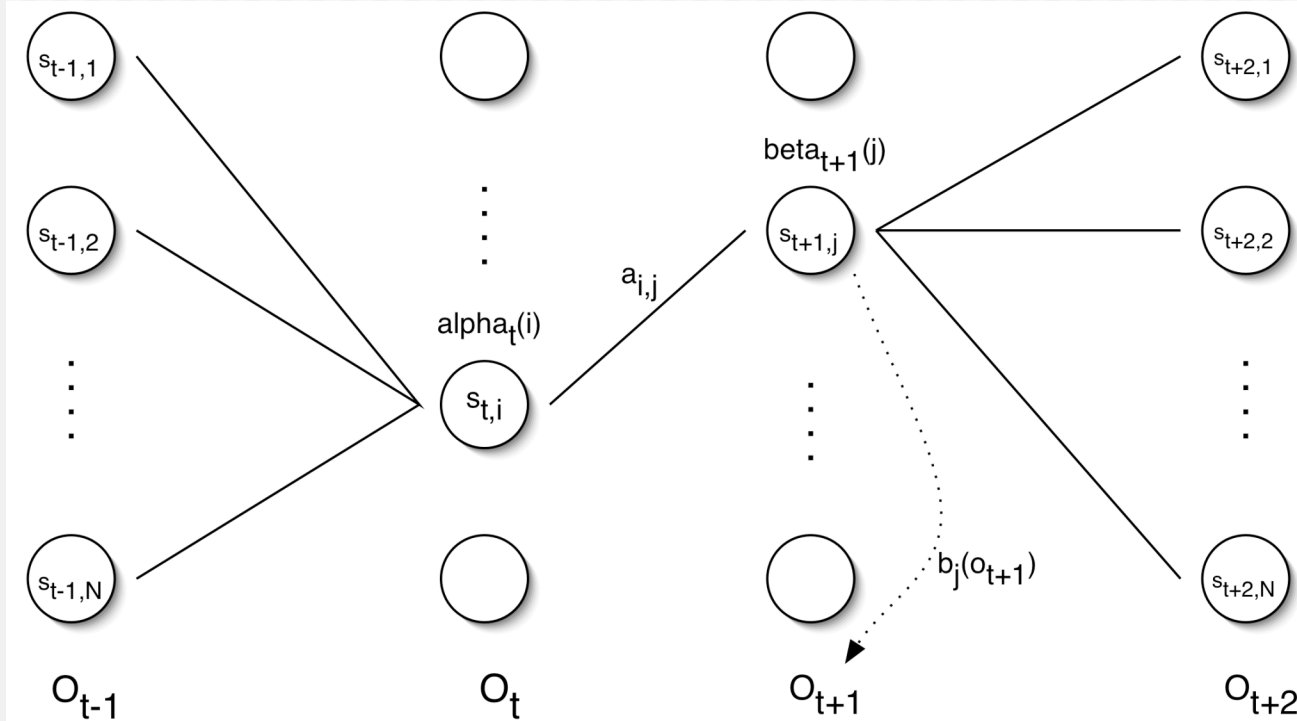 s_{t-1,1}
s_{t+2,1}
beta_{t+1}(j)
s_{t-1,2}
s_{t+1,j}
s_{t+2,2}
a_{i,j}
alpha_t(i)
s_{t,i}
b_j(o_{t+1})
s_{t-1,N}
s_{t+2,N}
O_{t-1}
O_t
O_{t+1}
O_{t+2}